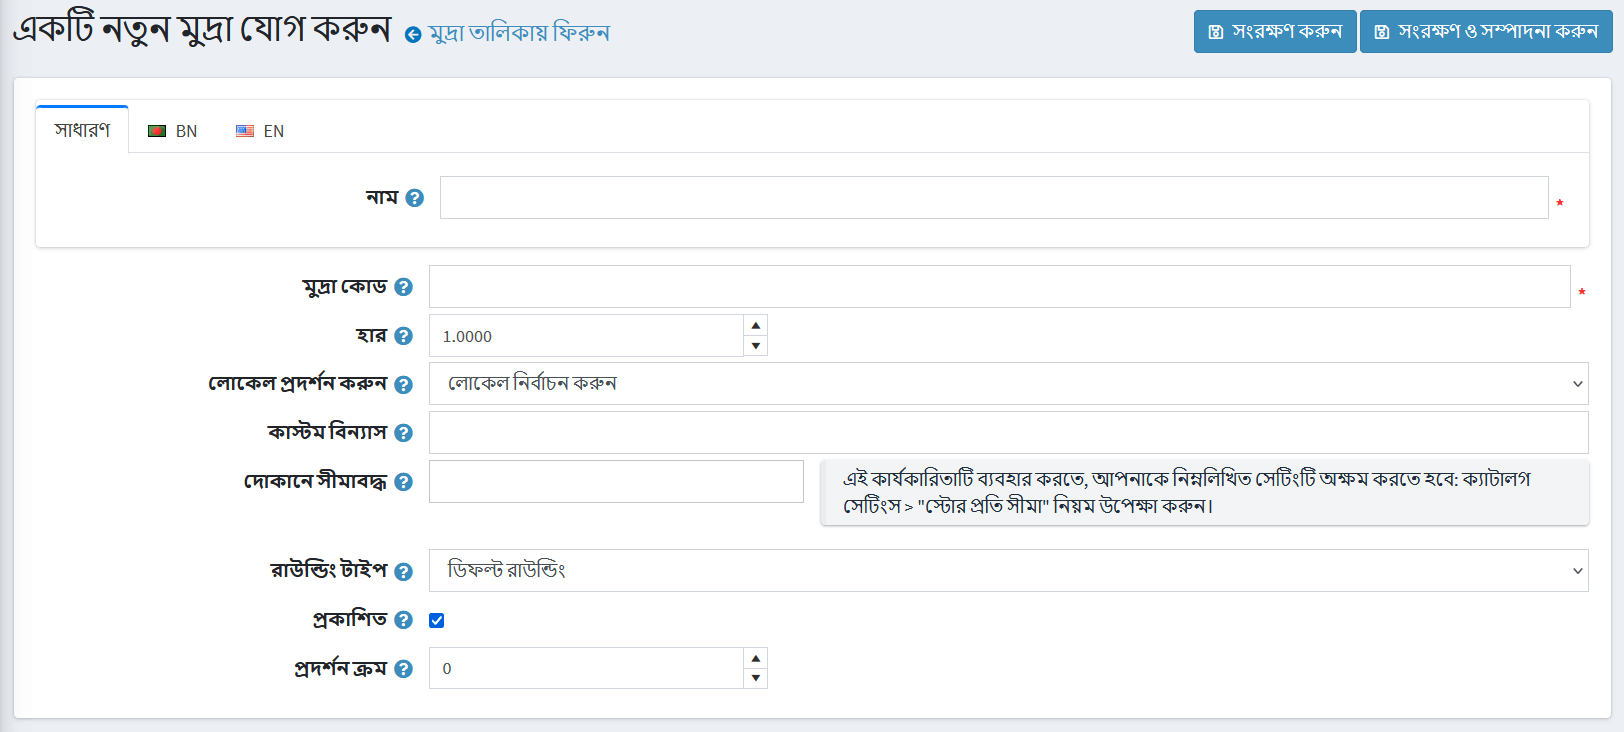 একটি নতুন মুদ্রা যোগ করুন মুদ্রা তালিকায় ফিরুন
সংরক্ষণ করুন
সংরক্ষণ ও সম্পাদনা করুন
সাধারণ
BN
EN
নাম
*
মুদ্রা কোড
*
হার
1.0000
লোকেল প্রদর্শন করুন
লোকেল নির্বাচন করুন
কাস্টম বিন্যাস
দোকানে সীমাবদ্ধ
এই কার্যকারিতাটি ব্যবহার করতে, আপনাকে নিম্নলিখিত সেটিংটি অক্ষম করতে হবে: ক্যাটালগ
সেটিংস > "স্টোর প্রতি সীমা" নিয়ম উপেক্ষা করুন।
রাউন্ডিং টাইপ
ডিফল্ট রাউন্ডিং
প্রকাশিত
প্রদর্শন ক্রম
0